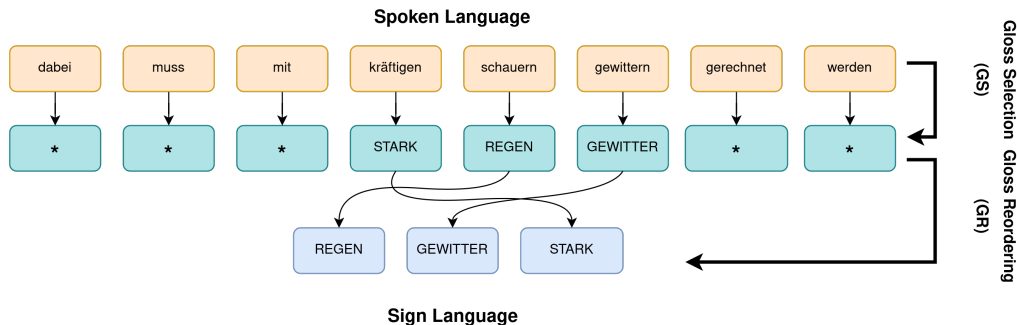 Spoken Language
dabei muss mit kräftigen schauern gewittern gerechnet werden
* * * STARK REGEN GEWITTER * *
REGEN GEWITTER STARK
Sign Language
Gloss Selection
(GS)
Gloss Reordering
(GR)